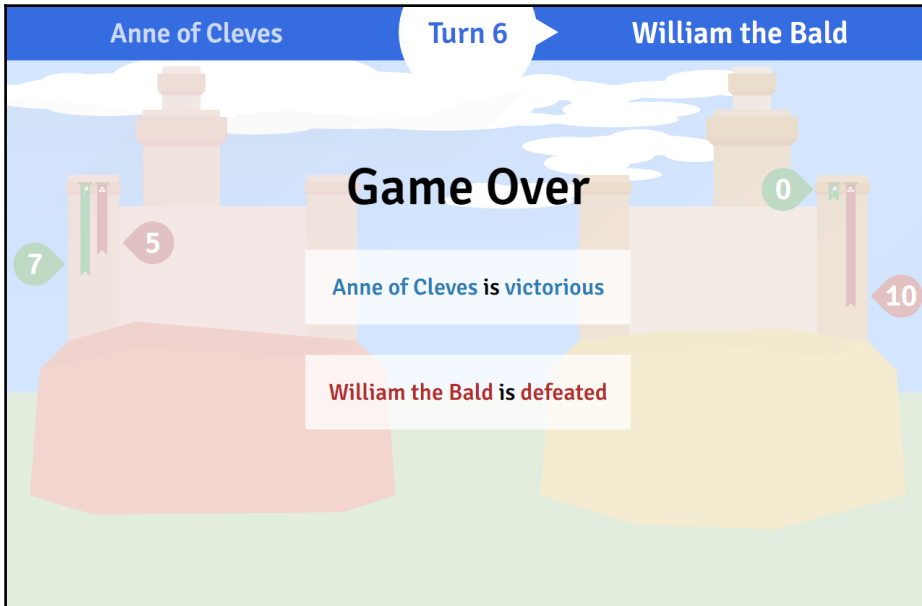 Anne of Cleves
Turn 6
William the Bald
Game Over
0
5
7
Anne of Cleves is victorious
10
William the Bald is defeated